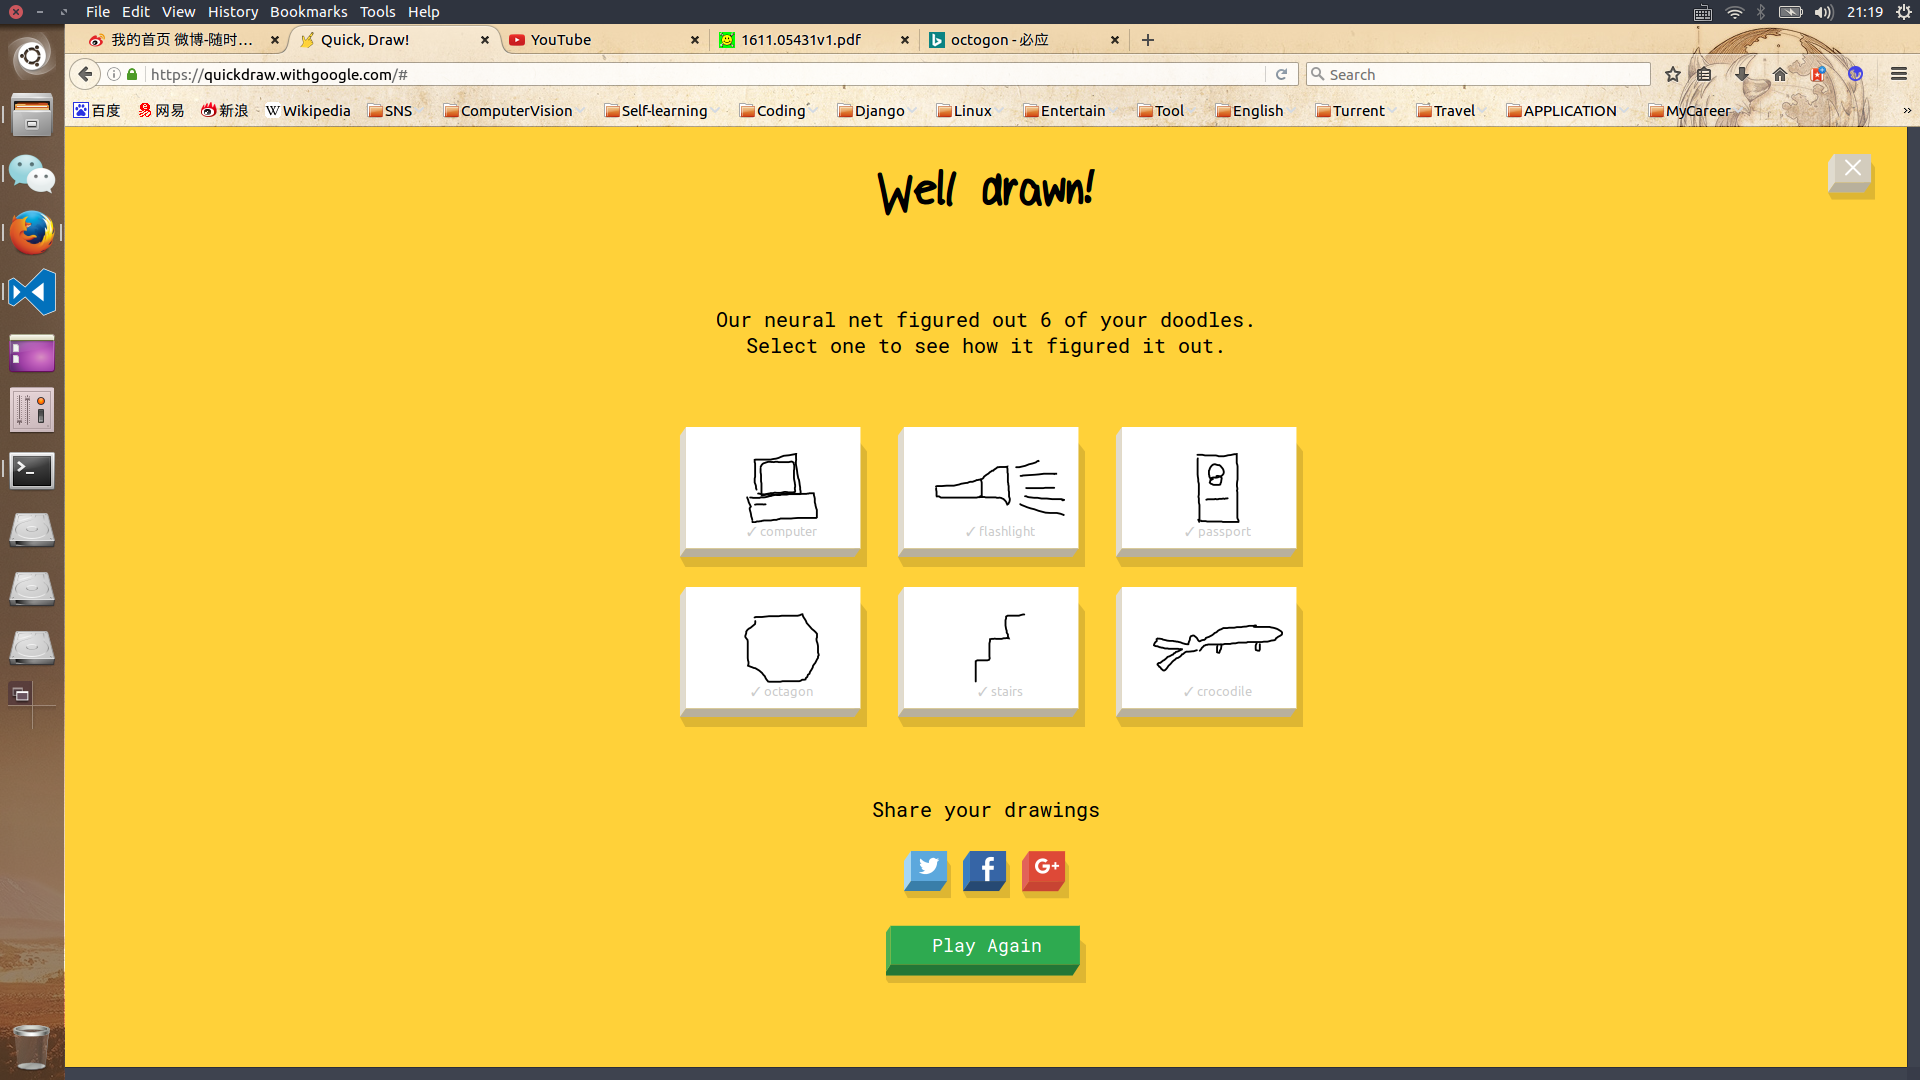 File Edit View History Bookmarks Tools Help
21:19
我的首页 微博-随时...
Quick, Draw!
YouTube
1611.05431v1.pdf
octogon - 必应
https://quickdraw.withgoogle.com/#
Search
百度 网易 新浪 Wikipedia SNS ComputerVision Self-learning Coding Django Linux Entertain Tool English Turrent Travel APPLICATION MyCareer
Well drawn!
Our neural net figured out 6 of your doodles.
Select one to see how it figured it out.
✓ computer
✓ flashlight
✓ passport
✓ octagon
✓ stairs
✓ crocodile
Share your drawings
Play Again